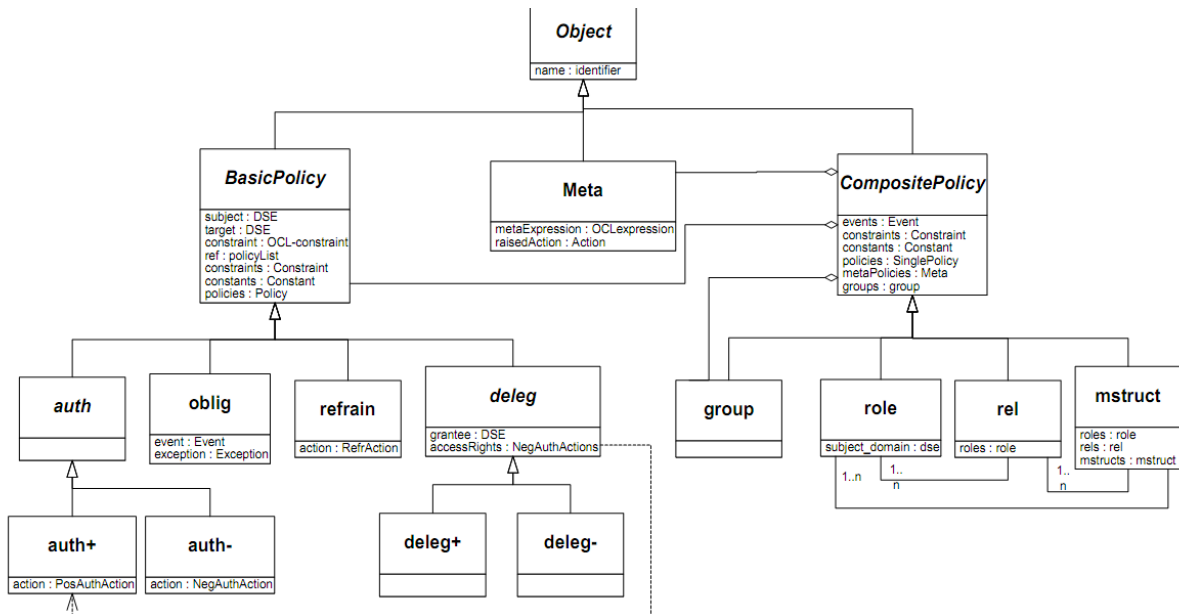 Object
name : identifier
BasicPolicy
subject : DSE
target : DSE
constraint : OCL-constraint
ref : policyList
constraints : Constraint
constants : Constant
policies : Policy
Meta
metaExpression : OCLexpression
raisedAction : Action
CompositePolicy
events : Event
constraints : Constraint
constants : Constant
policies : SinglePolicy
metaPolicies : Meta
groups : group
auth
oblig
event : Event
exception : Exception
refrain
action : RefrAction
deleg
grantee : DSE
accessRights : NegAuthActions
group
role
subject_domain : dse
rel
roles : role
mstruct
roles : role
rels : rel
mstructs : mstruct
1..n
1..
n
1..
n
auth+
action : PosAuthAction
auth-
action : NegAuthAction
deleg+
deleg-